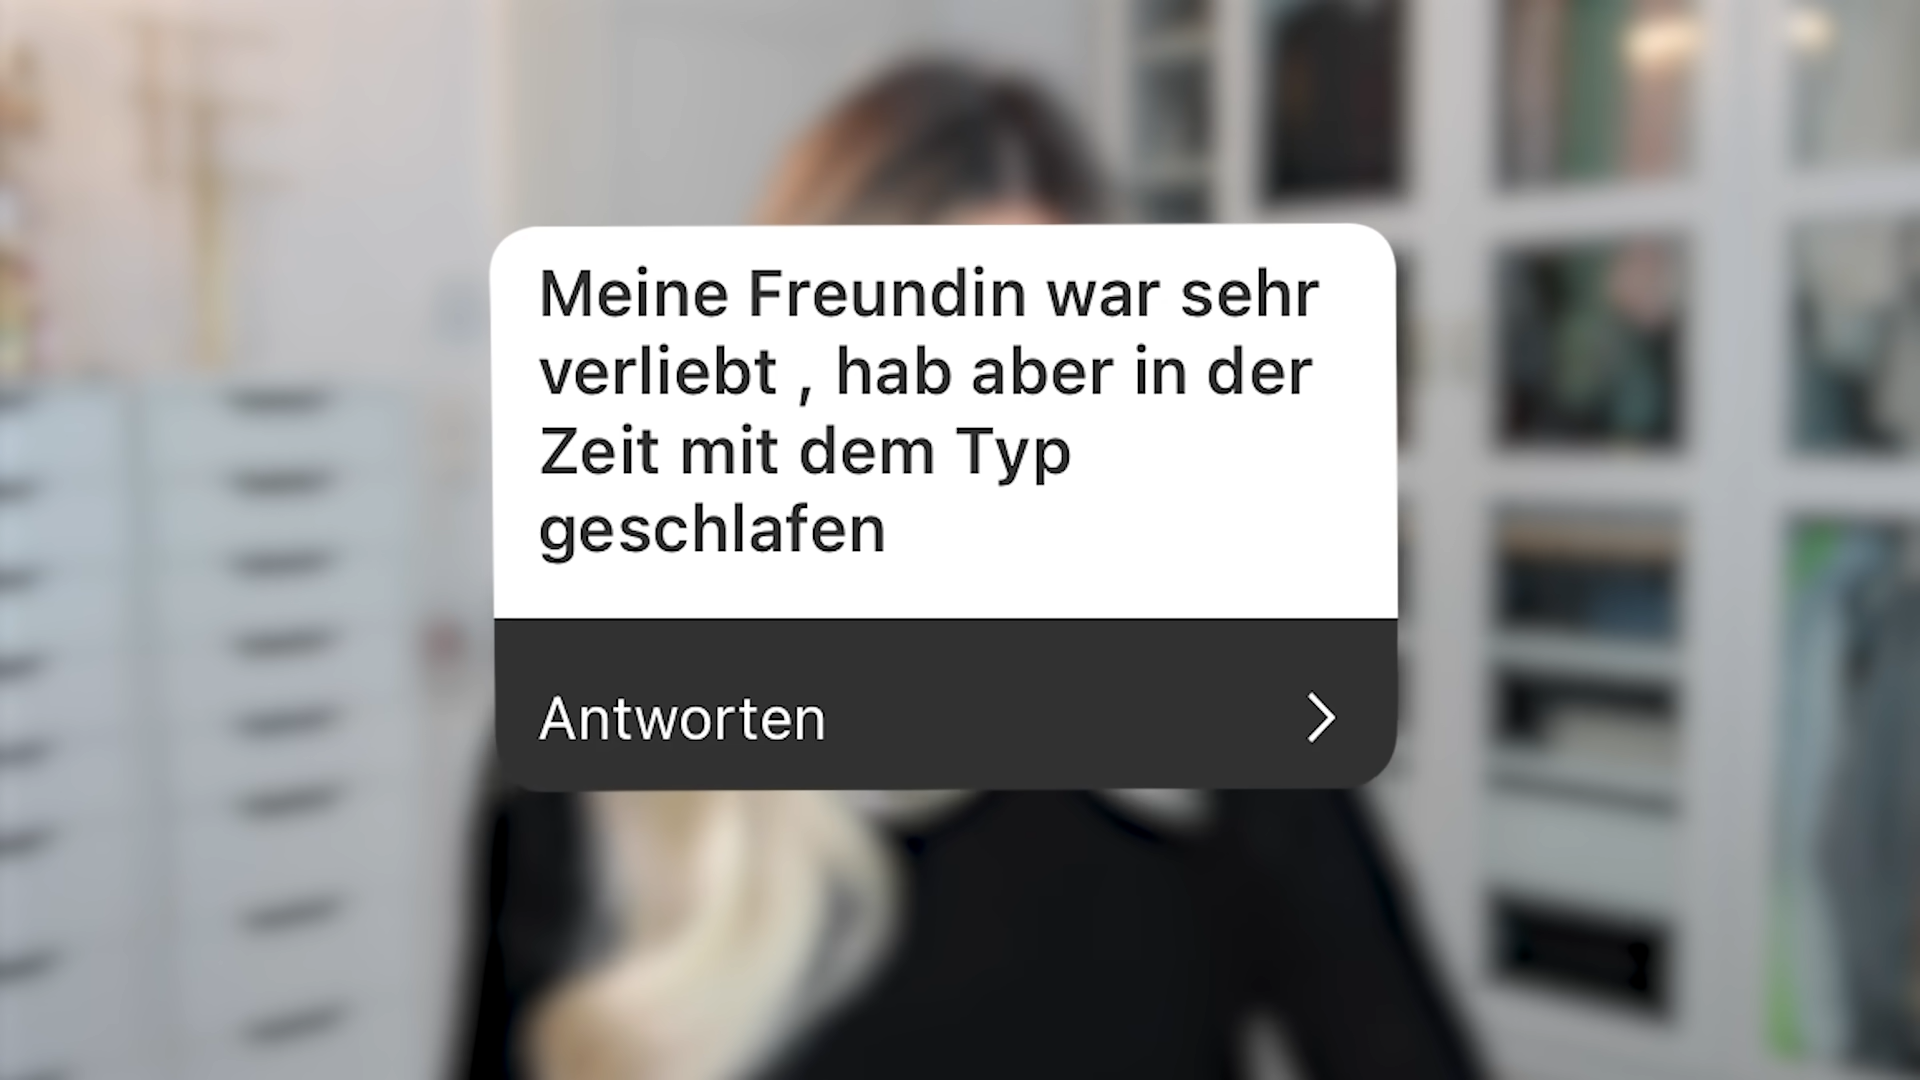 Meine Freundin war sehr
verliebt , hab aber in der
Zeit mit dem Typ
geschlafen
Antworten